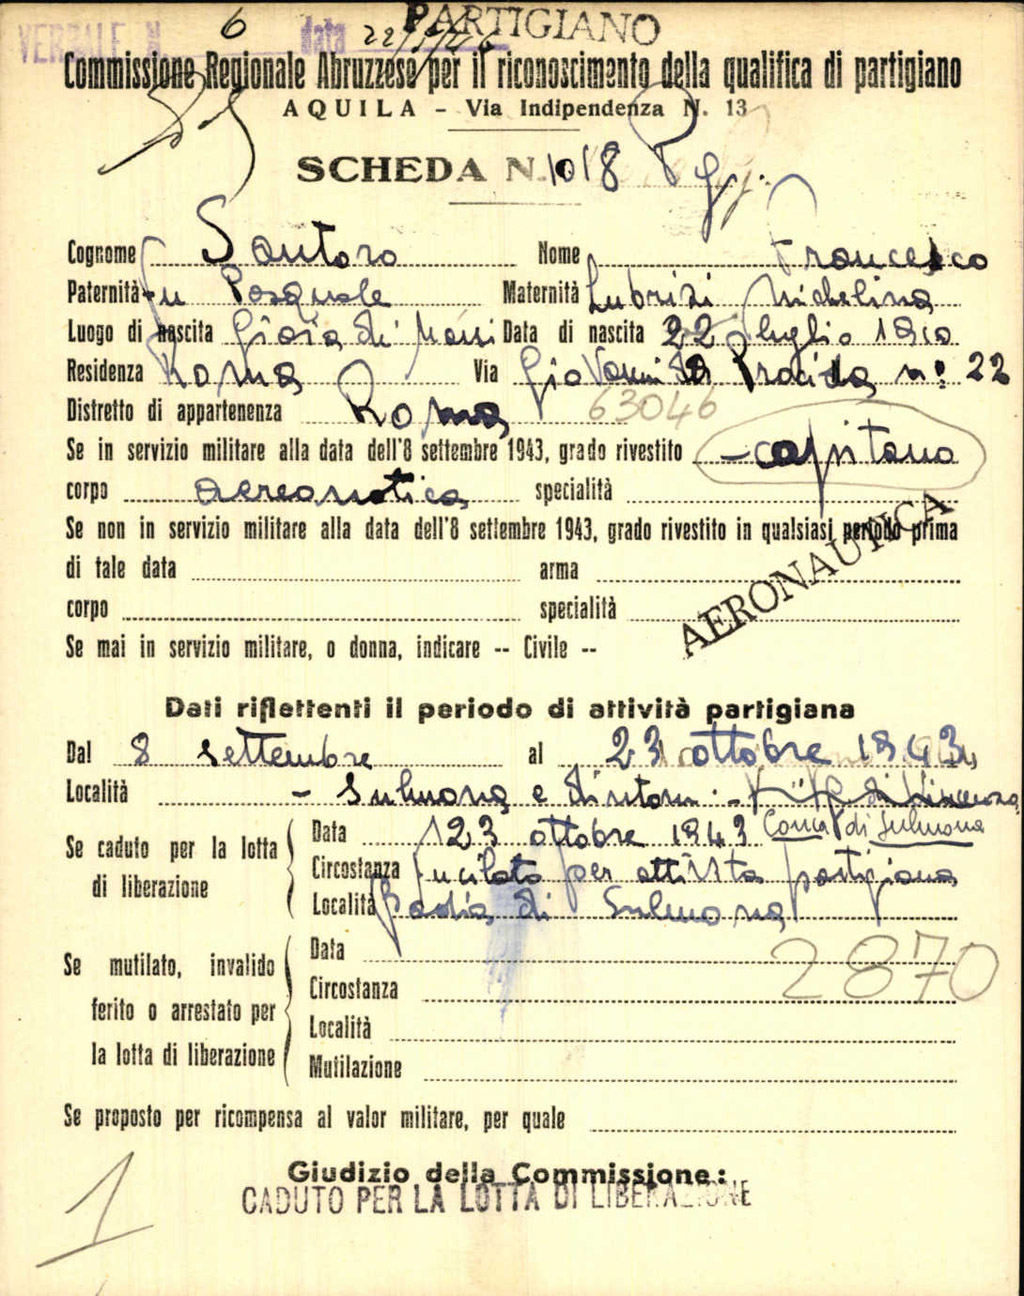 PARTIGIANO
VERBALE N. 6 data 22/5/46
Commissione Regionale Abruzzese per il riconoscimento della qualifica di partigiano
AQUILA - Via Indipendenza N. 13
SCHEDA N. 1018
Cognome Santoro Nome Francesco
Paternità fu Pasquale Maternità Lubrizi Michelina
Luogo di nascita Gioia dei Marsi Data di nascita 22 luglio 1910
Residenza Roma Via Giovanni Da Procida n° 22
Distretto di appartenenza Roma 63046
Se in servizio militare alla data dell'8 settembre 1943, grado rivestito - capitano
corpo aereonatica specialità
AERONAUTICA
Se non in servizio militare alla data dell'8 settembre 1943, grado rivestito in qualsiasi periodo prima
di tale data arma
corpo specialità
Se mai in servizio militare, o donna, indicare -- Civile --
Dati riflettenti il periodo di attività partigiana
Dal 8 settembre al 23 ottobre 1943
Località - Sulmona e dintorni -
Se caduto per la lotta di liberazione
Data 23 ottobre 1943 Conca di Sulmona
Circostanza fucilato per attività partigiana
Località Badia di Sulmona
Se mutilato, invalido ferito o arrestato per la lotta di liberazione
Data
2870
Circostanza
Località
Mutilazione
Se proposto per ricompensa al valor militare, per quale
Giudizio della Commissione:
CADUTO PER LA LOTTA DI LIBERAZIONE
1